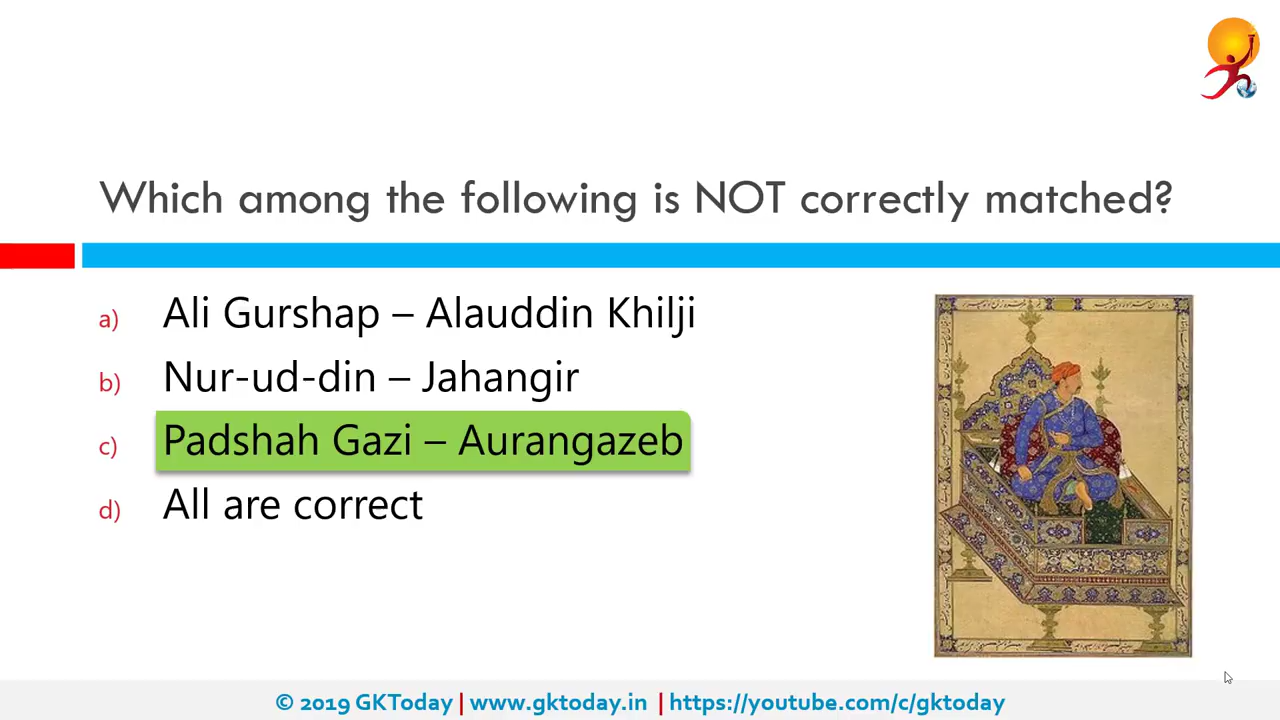 Which among the following is NOT correctly matched?
a) Ali Gurshap – Alauddin Khilji
b) Nur-ud-din – Jahangir
c) Padshah Gazi – Aurangazeb
d) All are correct
© 2019 GKToday | www.gktoday.in | https://youtube.com/c/gktoday